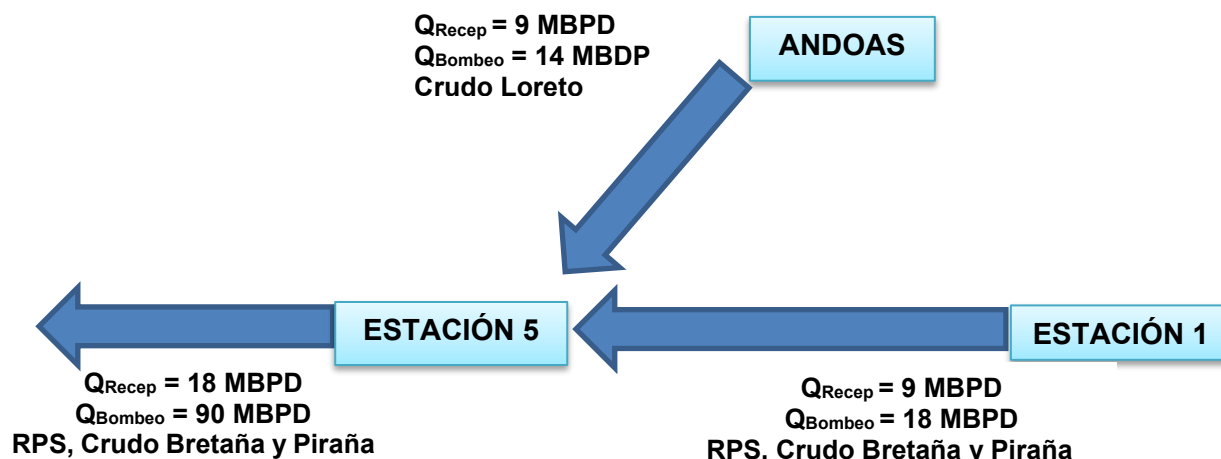 QRecep = 9 MBPD
QBombeo = 14 MBDP
Crudo Loreto
ANDOAS
ESTACIÓN 5
ESTACIÓN 1
QRecep = 18 MBPD
QBombeo = 90 MBPD
RPS, Crudo Bretaña y Piraña
QRecep = 9 MBPD
QBombeo = 18 MBPD
RPS, Crudo Bretaña y Piraña